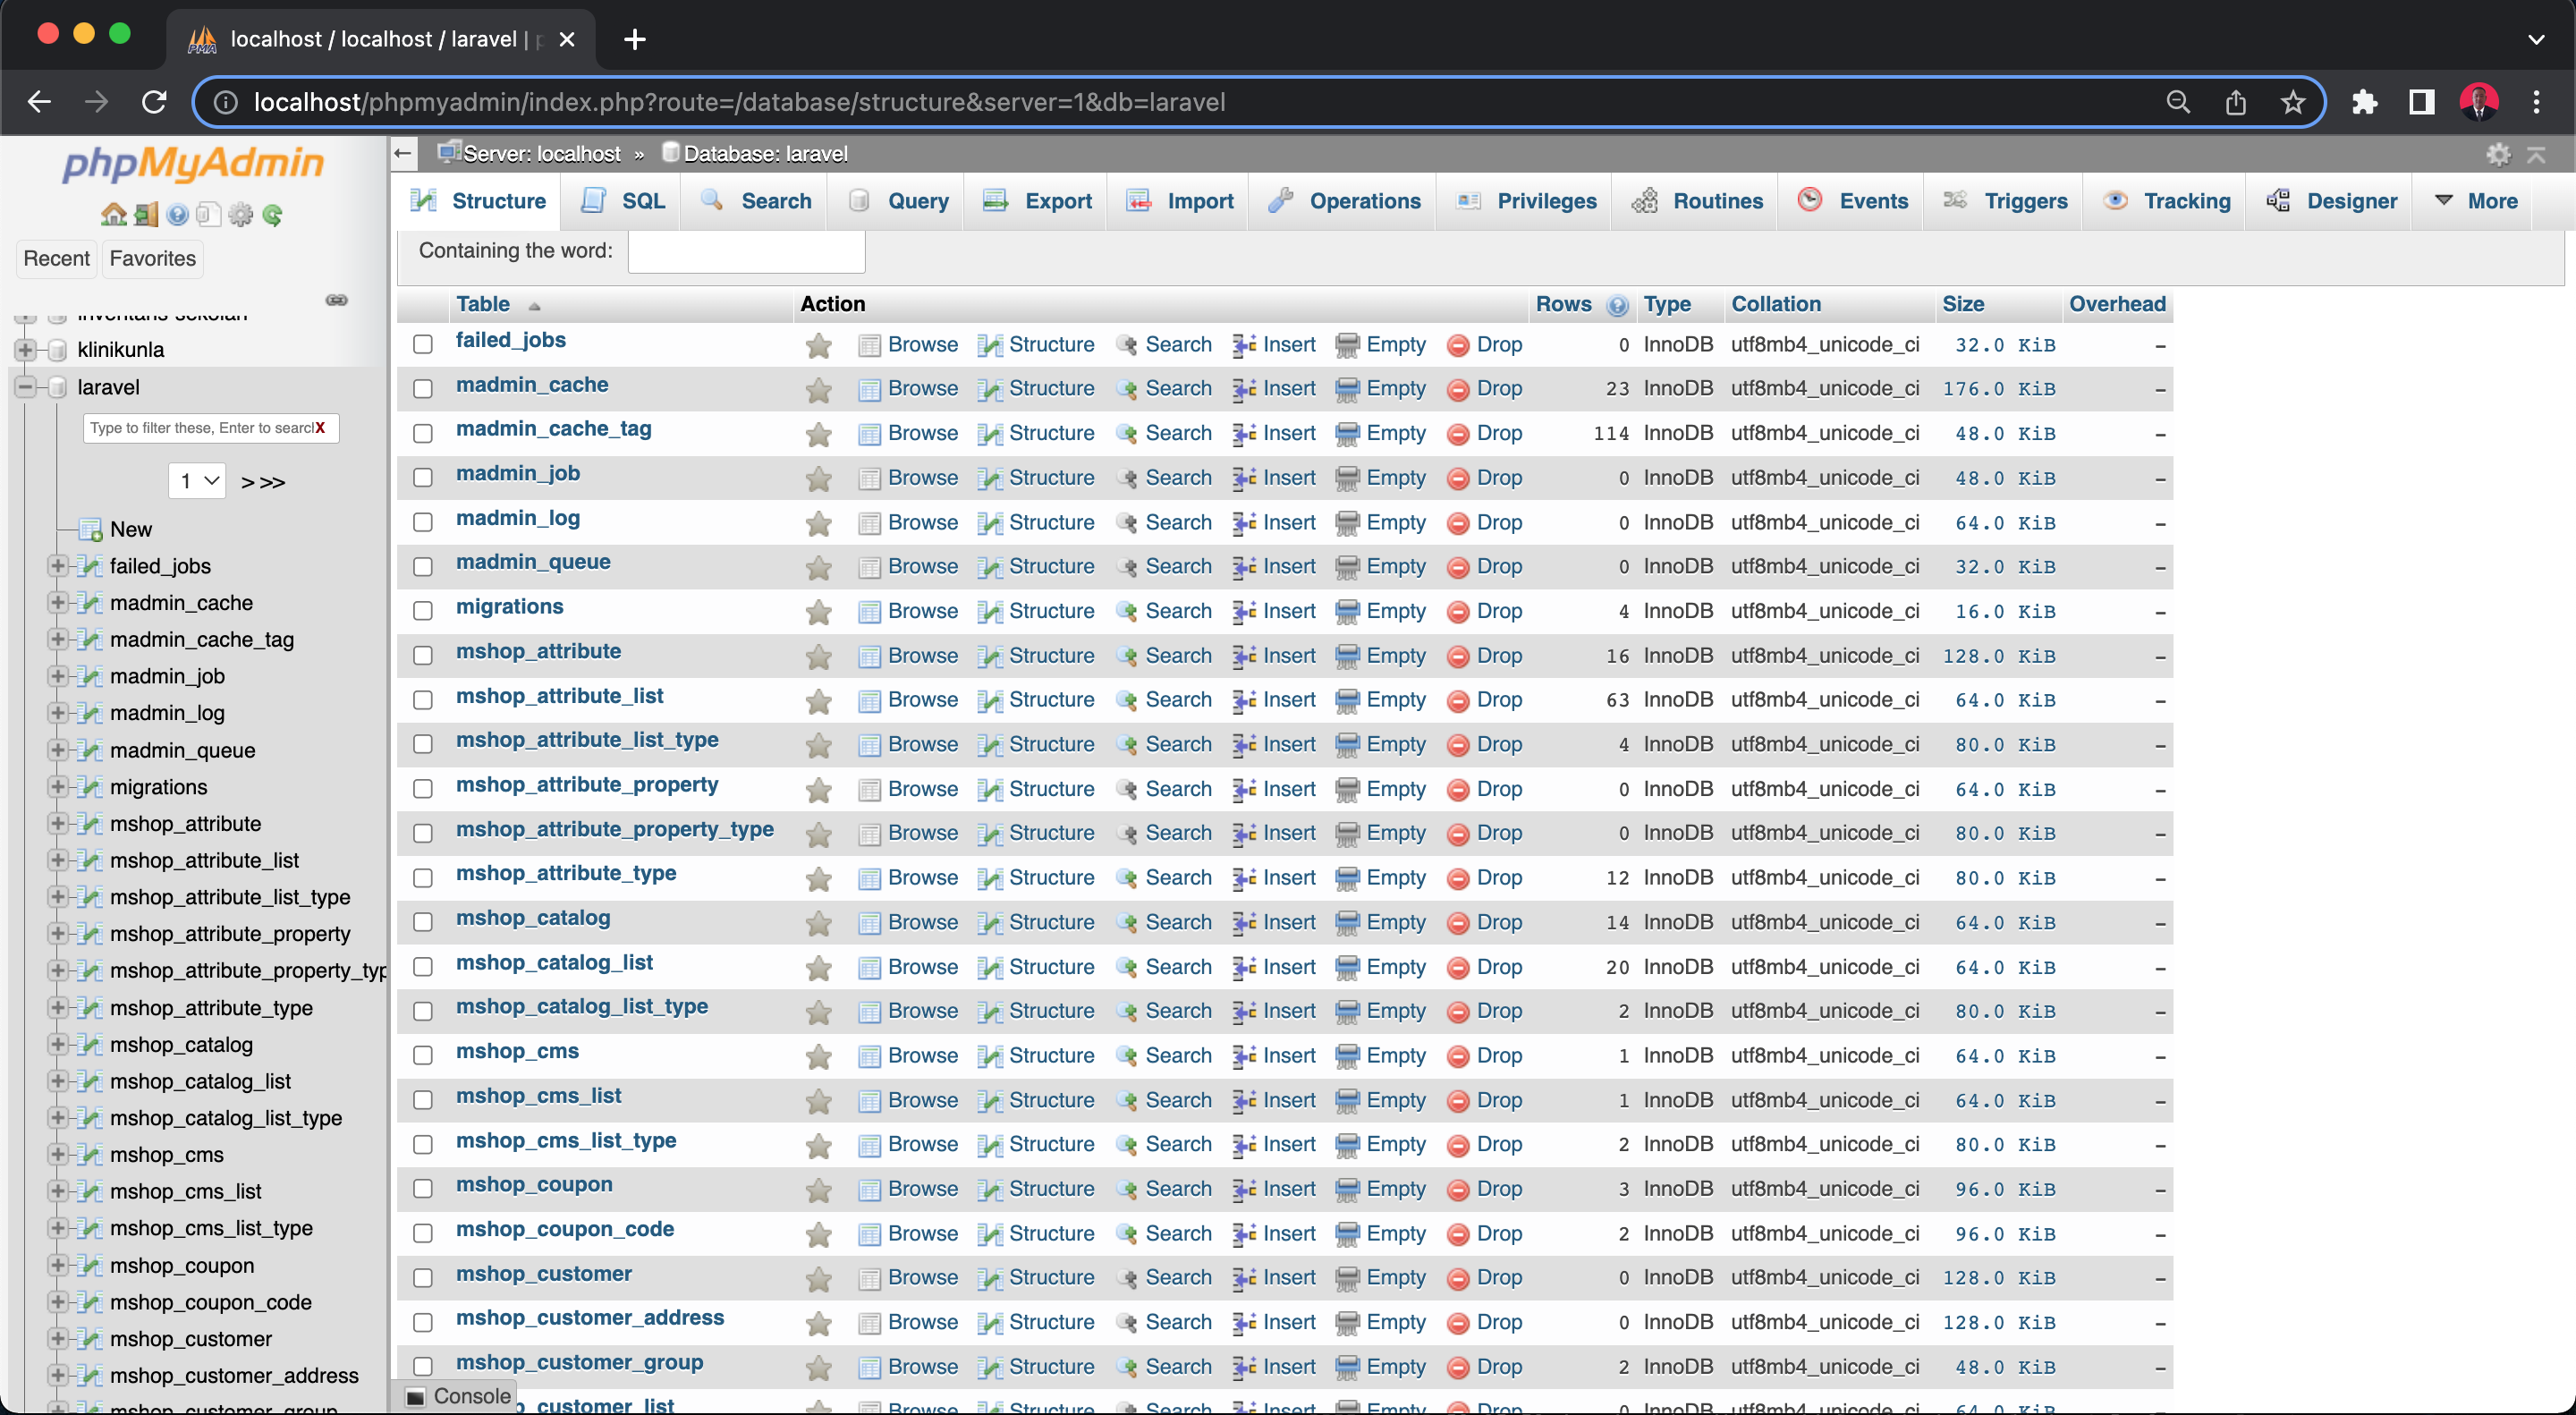 localhost / localhost / laravel |
localhost/phpmyadmin/index.php?route=/database/structure&server=1&db=laravel
phpMyAdmin
Recent Favorites
klinikunla
laravel
Type to filter these, Enter to searcl X
1 > >>
New
failed_jobs
madmin_cache
madmin_cache_tag
madmin_job
madmin_log
madmin_queue
migrations
mshop_attribute
mshop_attribute_list
mshop_attribute_list_type
mshop_attribute_property
mshop_attribute_property_typ
mshop_attribute_type
mshop_catalog
mshop_catalog_list
mshop_catalog_list_type
mshop_cms
mshop_cms_list
mshop_cms_list_type
mshop_coupon
mshop_coupon_code
mshop_customer
mshop_customer_address
mshop_customer_group
Server: localhost » Database: laravel
Structure SQL Search Query Export Import Operations Privileges Routines Events Triggers Tracking Designer More
Containing the word:
Table Action Rows Type Collation Size Overhead
failed_jobs Browse Structure Search Insert Empty Drop 0 InnoDB utf8mb4_unicode_ci 32.0 KiB –
madmin_cache Browse Structure Search Insert Empty Drop 23 InnoDB utf8mb4_unicode_ci 176.0 KiB –
madmin_cache_tag Browse Structure Search Insert Empty Drop 114 InnoDB utf8mb4_unicode_ci 48.0 KiB –
madmin_job Browse Structure Search Insert Empty Drop 0 InnoDB utf8mb4_unicode_ci 48.0 KiB –
madmin_log Browse Structure Search Insert Empty Drop 0 InnoDB utf8mb4_unicode_ci 64.0 KiB –
madmin_queue Browse Structure Search Insert Empty Drop 0 InnoDB utf8mb4_unicode_ci 32.0 KiB –
migrations Browse Structure Search Insert Empty Drop 4 InnoDB utf8mb4_unicode_ci 16.0 KiB –
mshop_attribute Browse Structure Search Insert Empty Drop 16 InnoDB utf8mb4_unicode_ci 128.0 KiB –
mshop_attribute_list Browse Structure Search Insert Empty Drop 63 InnoDB utf8mb4_unicode_ci 64.0 KiB –
mshop_attribute_list_type Browse Structure Search Insert Empty Drop 4 InnoDB utf8mb4_unicode_ci 80.0 KiB –
mshop_attribute_property Browse Structure Search Insert Empty Drop 0 InnoDB utf8mb4_unicode_ci 64.0 KiB –
mshop_attribute_property_type Browse Structure Search Insert Empty Drop 0 InnoDB utf8mb4_unicode_ci 80.0 KiB –
mshop_attribute_type Browse Structure Search Insert Empty Drop 12 InnoDB utf8mb4_unicode_ci 80.0 KiB –
mshop_catalog Browse Structure Search Insert Empty Drop 14 InnoDB utf8mb4_unicode_ci 64.0 KiB –
mshop_catalog_list Browse Structure Search Insert Empty Drop 20 InnoDB utf8mb4_unicode_ci 64.0 KiB –
mshop_catalog_list_type Browse Structure Search Insert Empty Drop 2 InnoDB utf8mb4_unicode_ci 80.0 KiB –
mshop_cms Browse Structure Search Insert Empty Drop 1 InnoDB utf8mb4_unicode_ci 64.0 KiB –
mshop_cms_list Browse Structure Search Insert Empty Drop 1 InnoDB utf8mb4_unicode_ci 64.0 KiB –
mshop_cms_list_type Browse Structure Search Insert Empty Drop 2 InnoDB utf8mb4_unicode_ci 80.0 KiB –
mshop_coupon Browse Structure Search Insert Empty Drop 3 InnoDB utf8mb4_unicode_ci 96.0 KiB –
mshop_coupon_code Browse Structure Search Insert Empty Drop 2 InnoDB utf8mb4_unicode_ci 96.0 KiB –
mshop_customer Browse Structure Search Insert Empty Drop 0 InnoDB utf8mb4_unicode_ci 128.0 KiB –
mshop_customer_address Browse Structure Search Insert Empty Drop 0 InnoDB utf8mb4_unicode_ci 128.0 KiB –
mshop_customer_group Browse Structure Search Insert Empty Drop 2 InnoDB utf8mb4_unicode_ci 48.0 KiB –
p_customer_list Browse Structure Search Insert Empty Drop 0 InnoDB utf8mb4_unicode_ci 64.0 KiB
Console